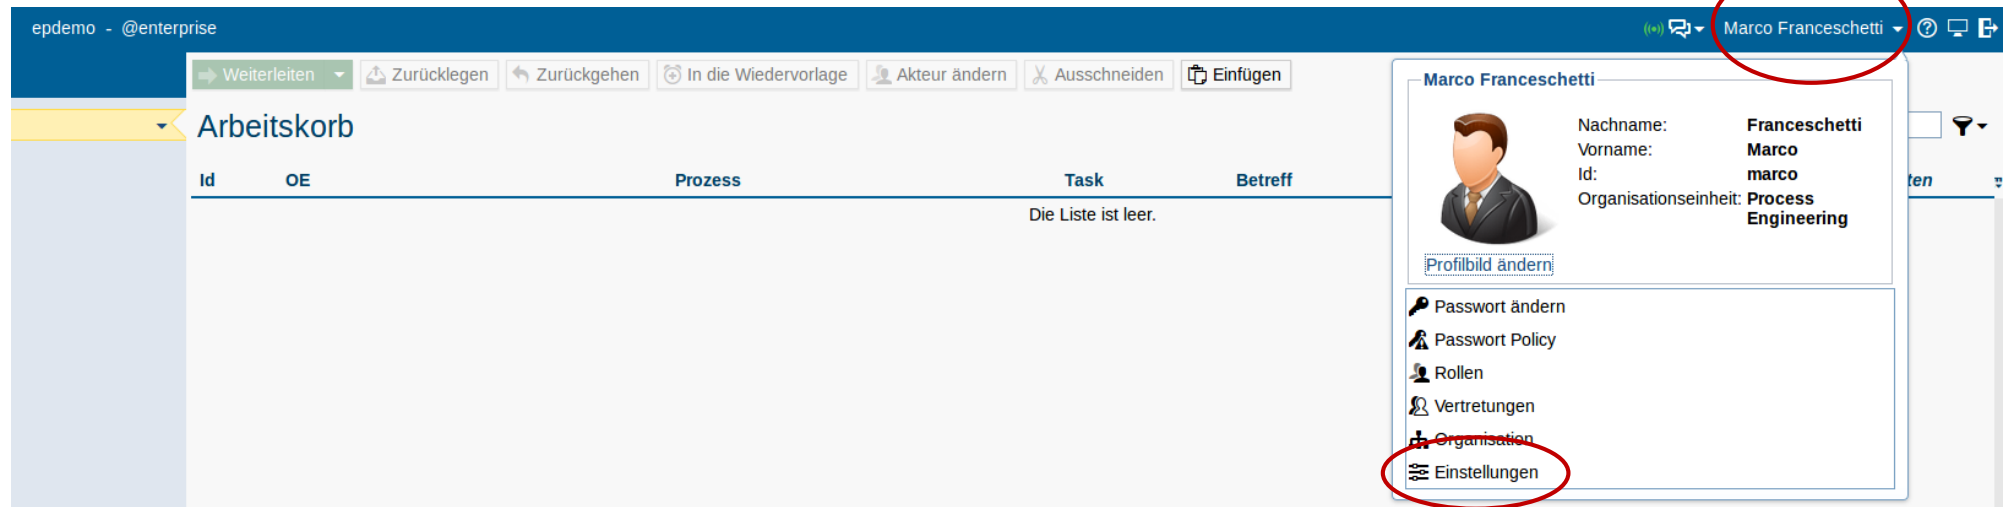 epdemo - @enterprise
Marco Franceschetti
Weiterleiten Zurücklegen Zurückgehen In die Wiedervorlage Akteur ändern Ausschneiden Einfügen
Arbeitskorb
Id OE Prozess Task Betreff ten
Die Liste ist leer.
Marco Franceschetti
Nachname: Franceschetti
Vorname: Marco
Id: marco
Organisationseinheit: Process
Engineering
Profilbild ändern
Passwort ändern
Passwort Policy
Rollen
Vertretungen
Organisation
Einstellungen